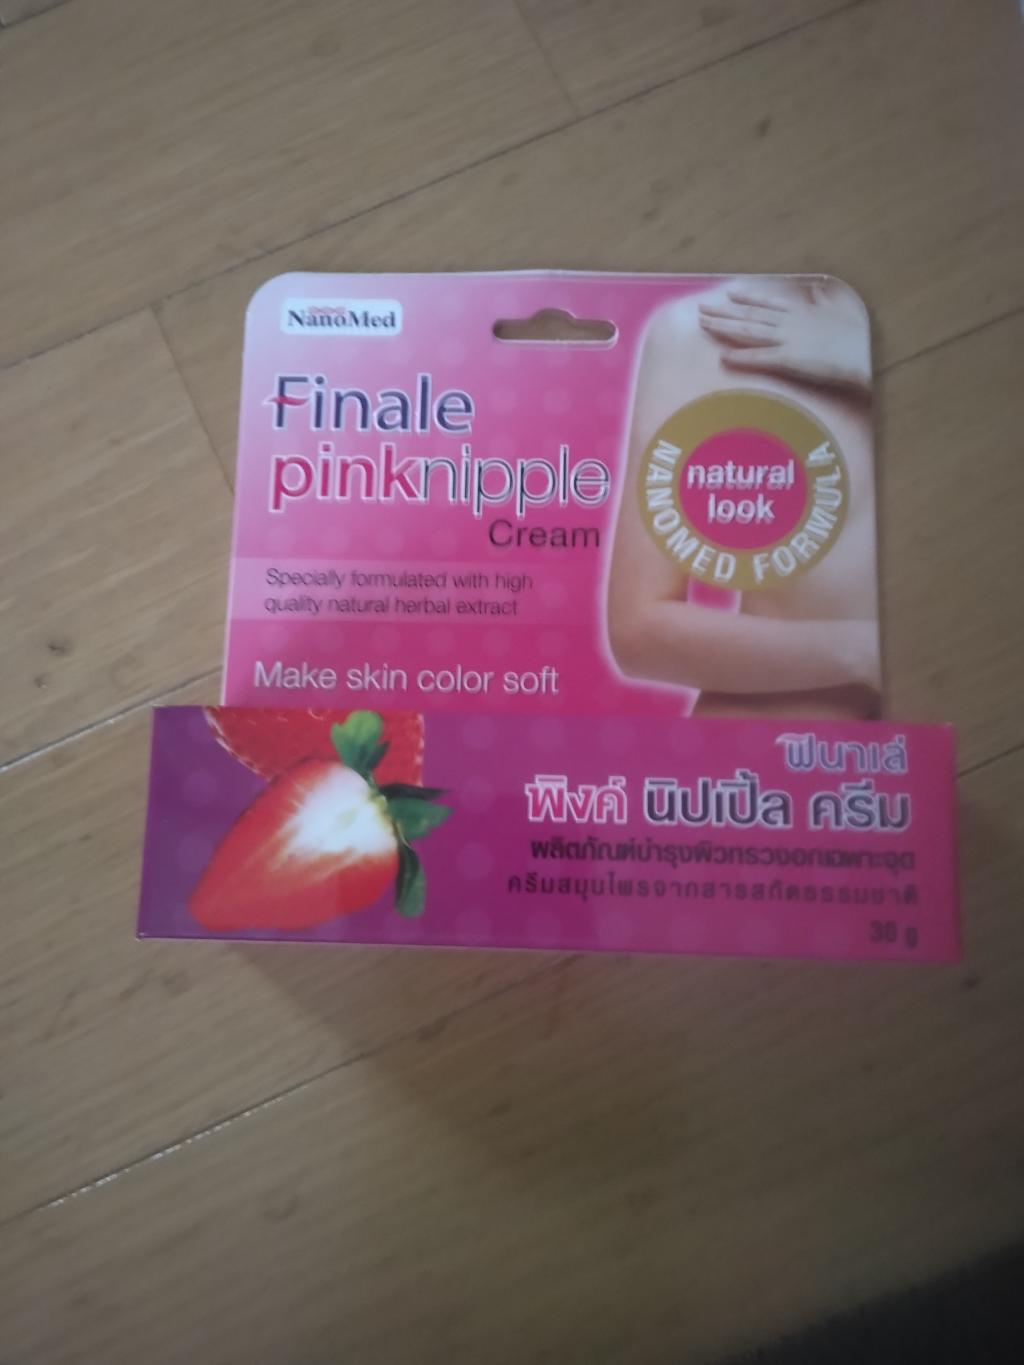 NanoMed
Finale
pinknipple
Cream
Specially formulated with high
quality natural herbal extract
Make skin color soft
natural
look
NANOMED FORMULA
ฟินาเล่
พิงค์ นิปเปิ้ล ครีม
ผลิตภัณฑ์บำรุงผิวทรวงอกเฉพาะจุด
ครีมสมุนไพรจากสารสกัดธรรมชาติ
30 g